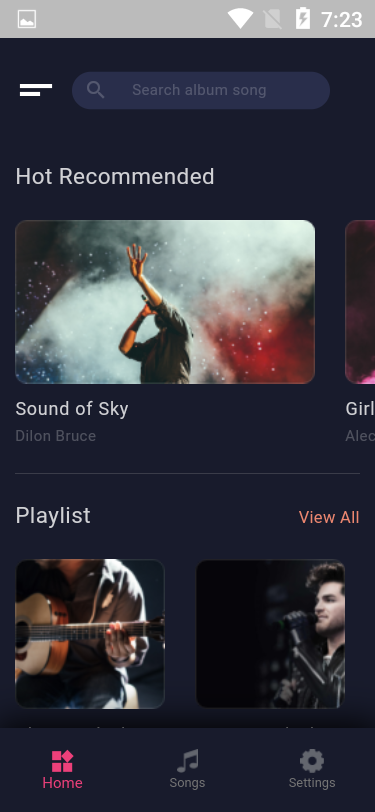 7:23
Search album song
Hot Recommended
Sound of Sky
Dilon Bruce
Girl
Alec
Playlist
View All
Home
Songs
Settings